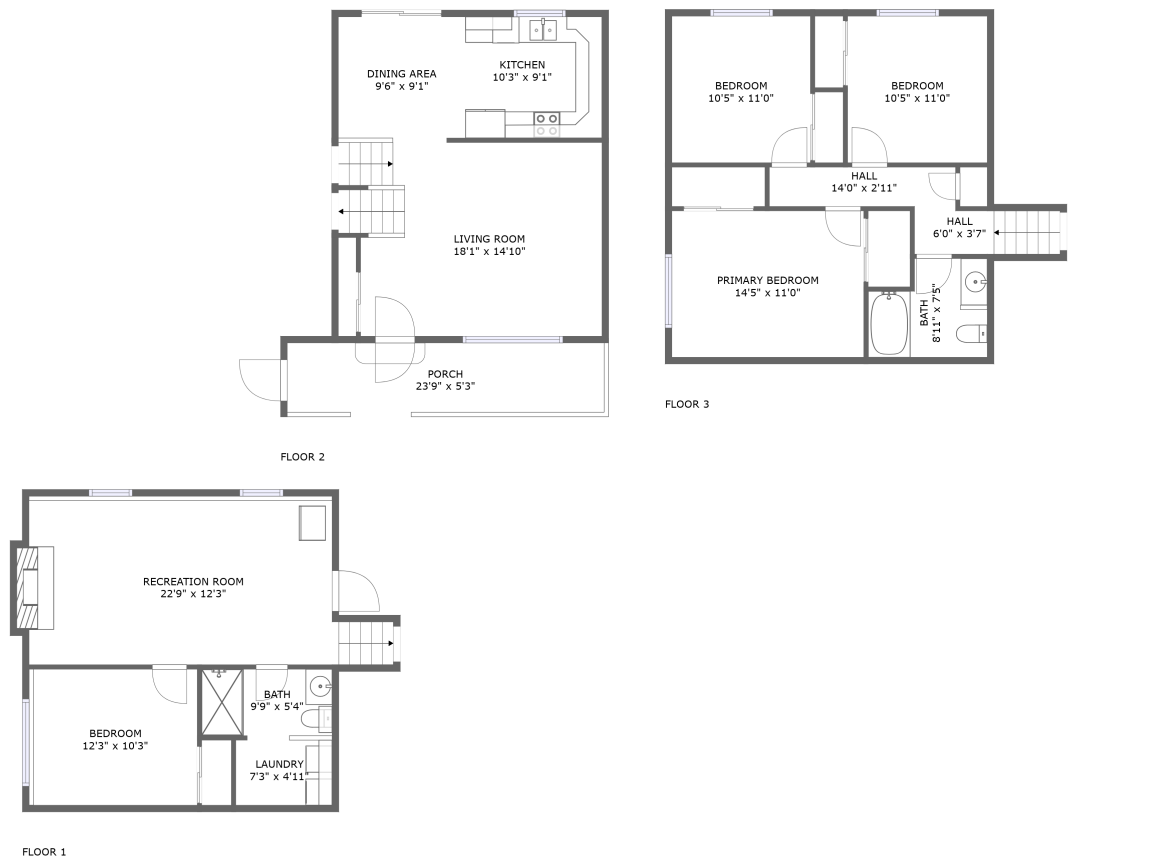 DINING AREA
9'6" x 9'1"
KITCHEN
10'3" x 9'1"
LIVING ROOM
18'1" x 14'10"
PORCH
23'9" x 5'3"
FLOOR 2
BEDROOM
10'5" x 11'0"
BEDROOM
10'5" x 11'0"
HALL
14'0" x 2'11"
HALL
6'0" x 3'7"
PRIMARY BEDROOM
14'5" x 11'0"
BATH
8'11" x 7'5"
FLOOR 3
RECREATION ROOM
22'9" x 12'3"
BATH
9'9" x 5'4"
BEDROOM
12'3" x 10'3"
LAUNDRY
7'3" x 4'11"
FLOOR 1